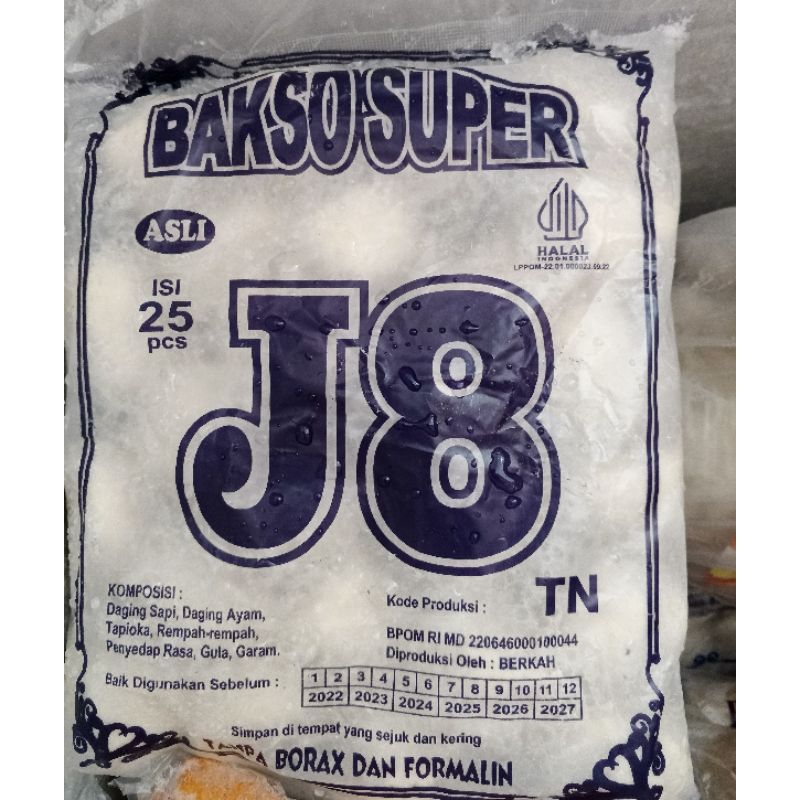 BAKSO SUPER
ASLI
ISI
25
pcs
HALAL
INDONESIA
J8
TN
KOMPOSISI :
Daging Sapi, Daging Ayam,
Tapioka, Rempah-rempah,
Penyedap Rasa, Gula, Garam.
Kode Produksi :
BPOM RI MD 220646000100044
Diproduksi Oleh : BERKAH
Baik Digunakan Sebelum :
1 2 3 4 5 6 7 8 9 10 11 12
2022 2023 2024 2025 2026 2027
Simpan di tempat yang sejuk dan kering
TANPA BORAX DAN FORMALIN